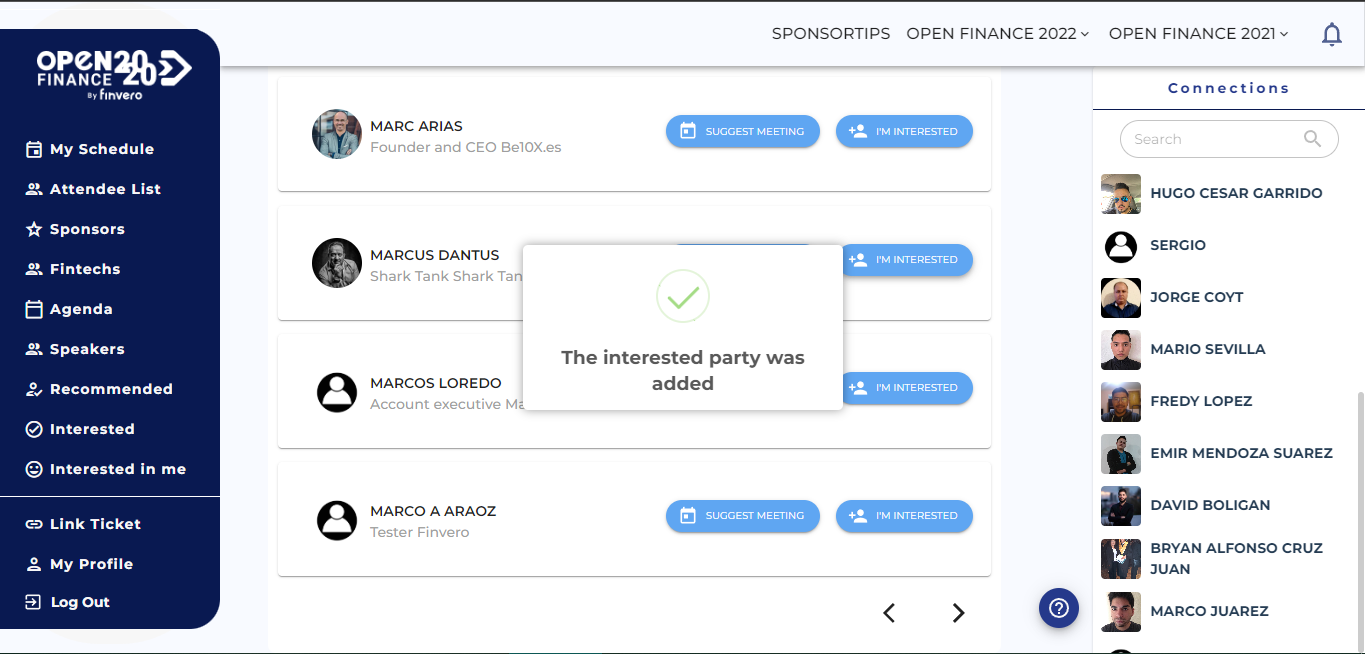 SPONSORTIPS OPEN FINANCE 2022 OPEN FINANCE 2021
OPEN 2020
FINANCE
By finvero
My Schedule
Attendee List
Sponsors
Fintechs
Agenda
Speakers
Recommended
Interested
Interested in me
Link Ticket
My Profile
Log Out
MARC ARIAS
Founder and CEO Be10X.es
SUGGEST MEETING
I'M INTERESTED
MARCUS DANTUS
Shark Tank Shark Tan
I'M INTERESTED
The interested party was
added
MARCOS LOREDO
Account executive Ma
I'M INTERESTED
MARCO A ARAOZ
Tester Finvero
SUGGEST MEETING
I'M INTERESTED
Connections
Search
HUGO CESAR GARRIDO
SERGIO
JORGE COYT
MARIO SEVILLA
FREDY LOPEZ
EMIR MENDOZA SUAREZ
DAVID BOLIGAN
BRYAN ALFONSO CRUZ
JUAN
MARCO JUAREZ